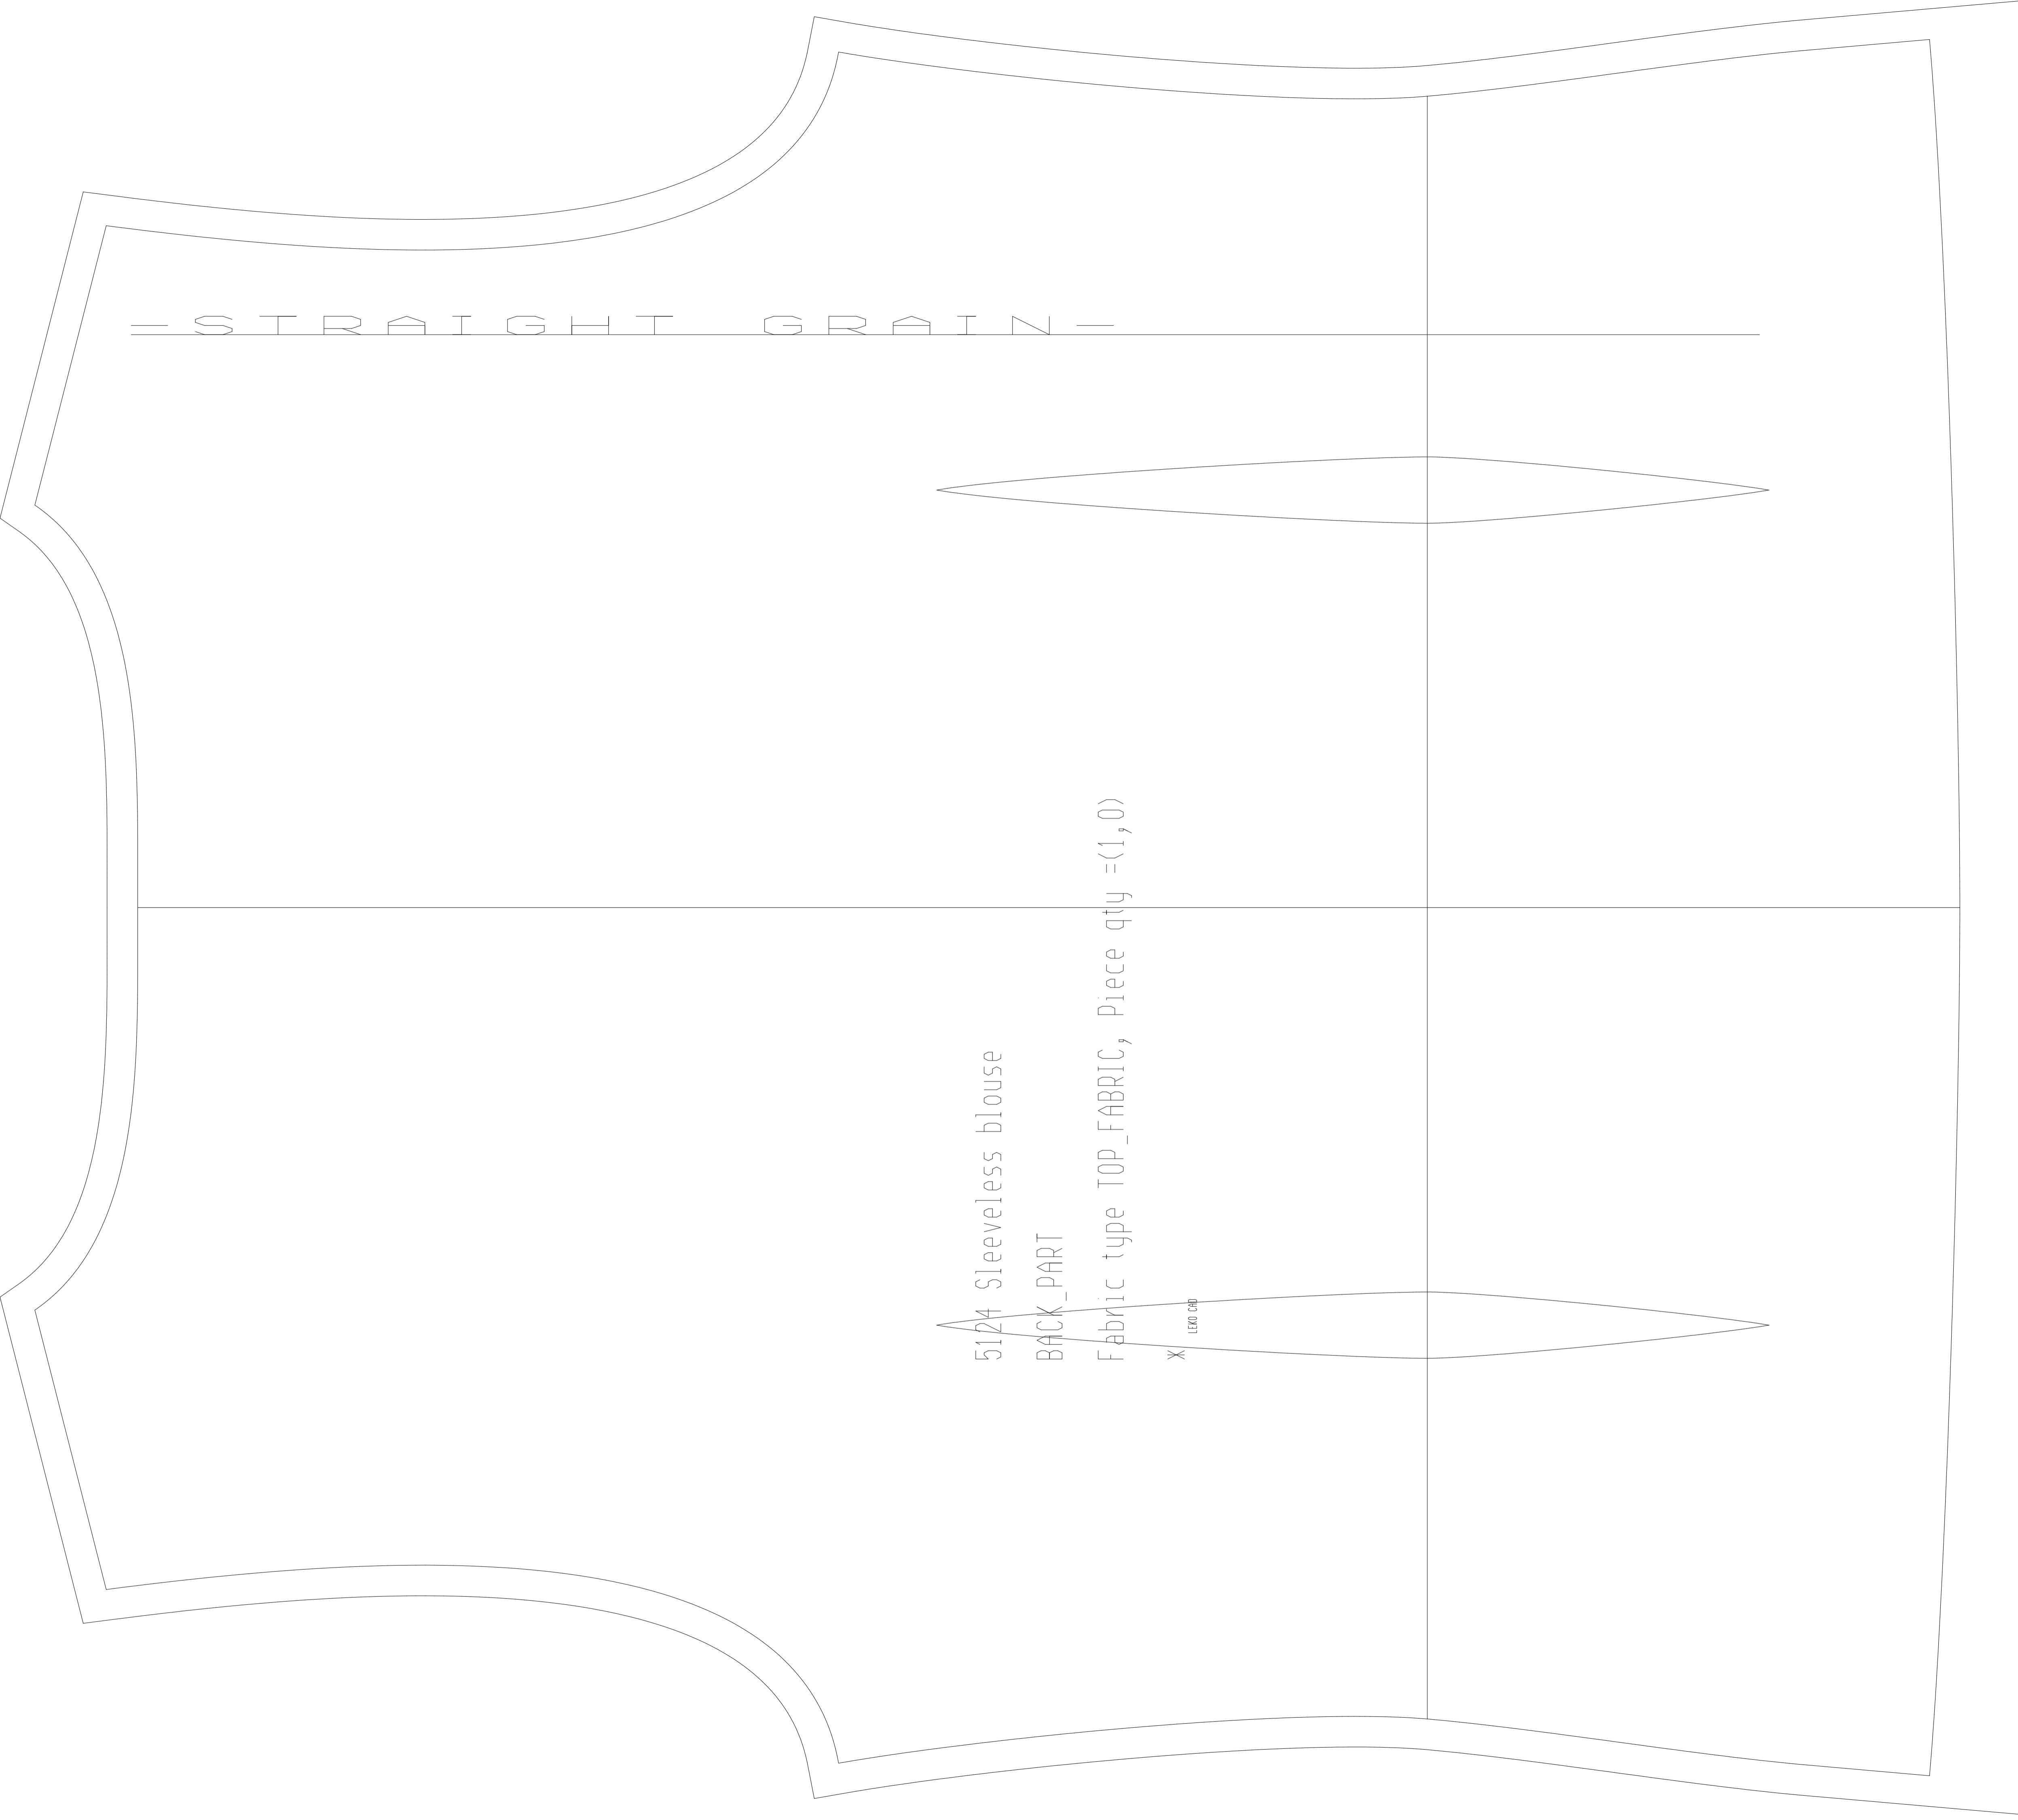 —STRAIGHT GRAIN—
5124 Sleeveless blouse
BACK_PART
Fabric type TOP_FABRIC, Piece qty =(1,0)
*
LEKO CAD